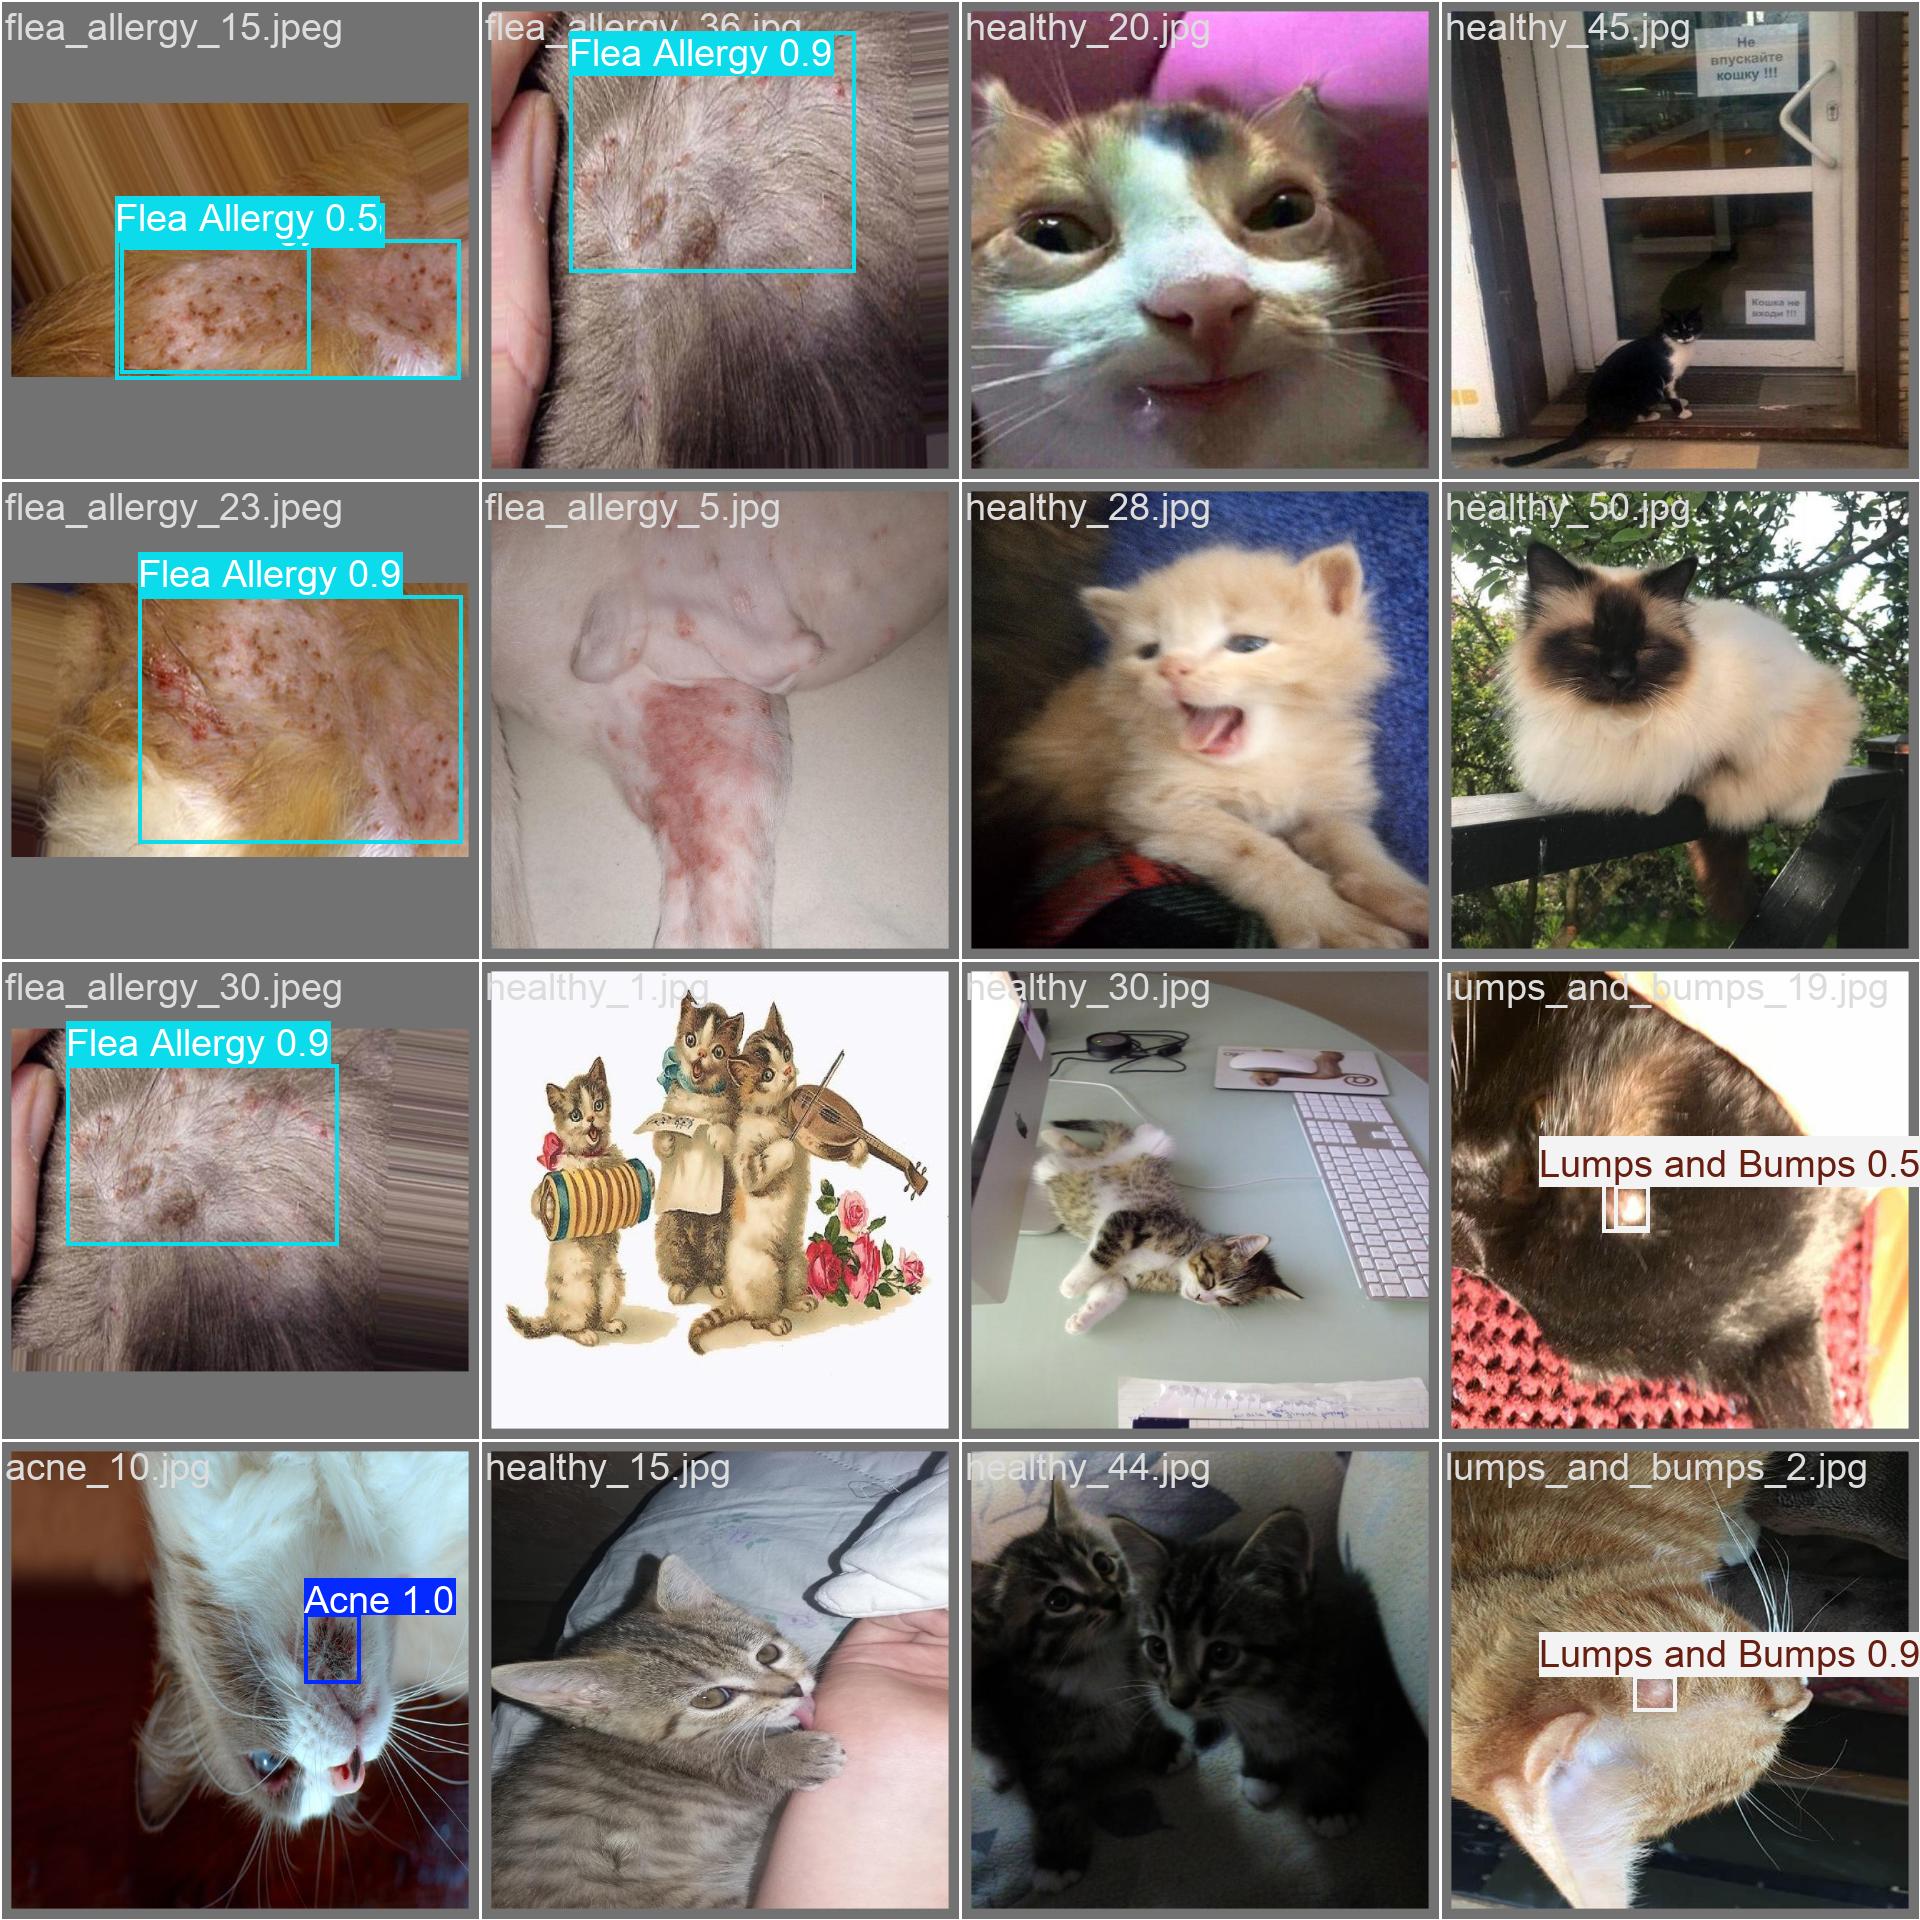 flea_allergy_15.jpeg
Flea Allergy 0.5
flea_allergy_36.jpg
Flea Allergy 0.9
healthy_20.jpg
healthy_45.jpg
Не
впускайте
кошку !!!
Кошка не
входи !!!
flea_allergy_23.jpeg
Flea Allergy 0.9
flea_allergy_5.jpg
healthy_28.jpg
healthy_50.jpg
flea_allergy_30.jpeg
Flea Allergy 0.9
healthy_1.jpg
healthy_30.jpg
lumps_and_bumps_19.jpg
Lumps and Bumps 0.5
acne_10.jpg
Acne 1.0
healthy_15.jpg
healthy_44.jpg
lumps_and_bumps_2.jpg
Lumps and Bumps 0.9